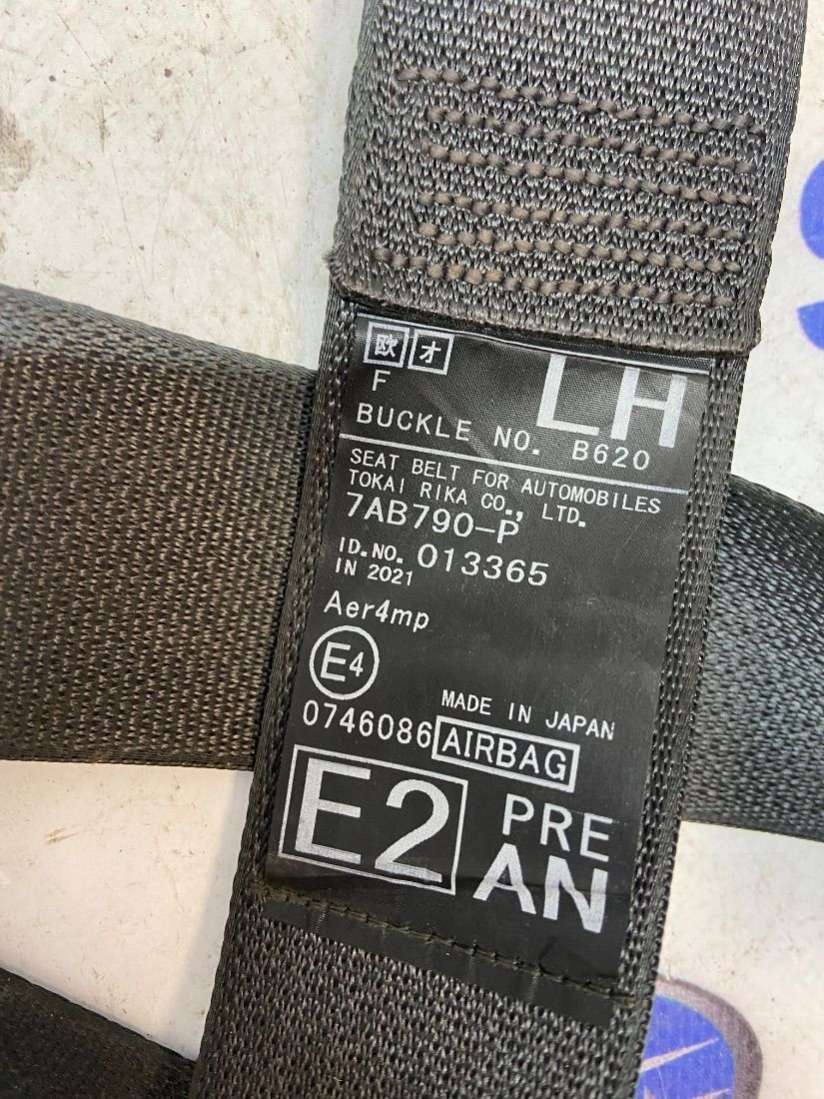 欧 オ LH
F
BUCKLE NO. B620
SEAT BELT FOR AUTOMOBILES
TOKAI RIKA CO., LTD.
7AB790-P
ID.NO. 013365
IN 2021
Aer4mp
E4
MADE IN JAPAN
0746086 AIRBAG
E2 PRE
AN